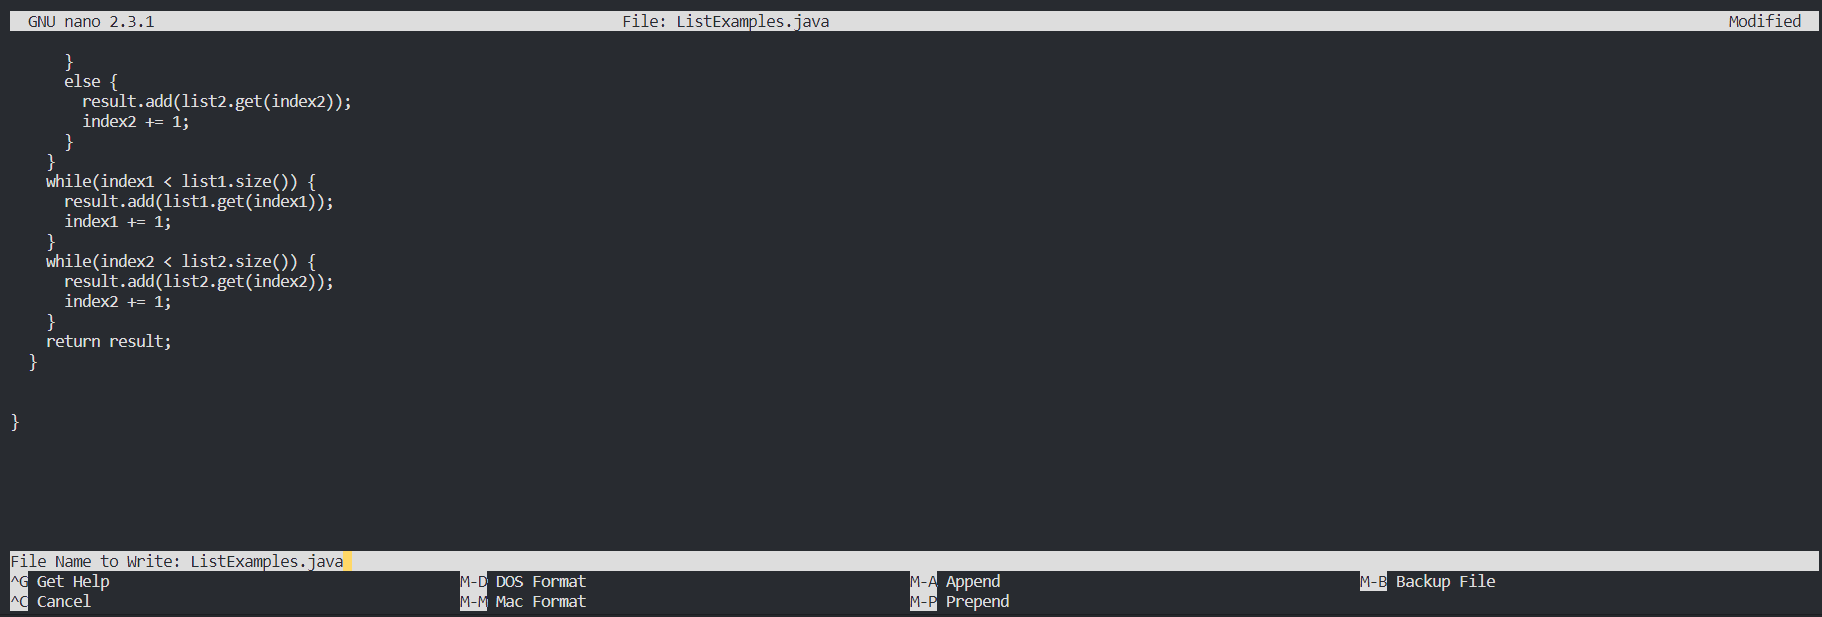 GNU nano 2.3.1 File: ListExamples.java Modified
      }
      else {
        result.add(list2.get(index2));
        index2 += 1;
      }
    }
    while(index1 < list1.size()) {
      result.add(list1.get(index1));
      index1 += 1;
    }
    while(index2 < list2.size()) {
      result.add(list2.get(index2));
      index2 += 1;
    }
    return result;
  }
}
File Name to Write: ListExamples.java
^G Get Help M-D DOS Format M-A Append M-B Backup File
^C Cancel M-M Mac Format M-P Prepend